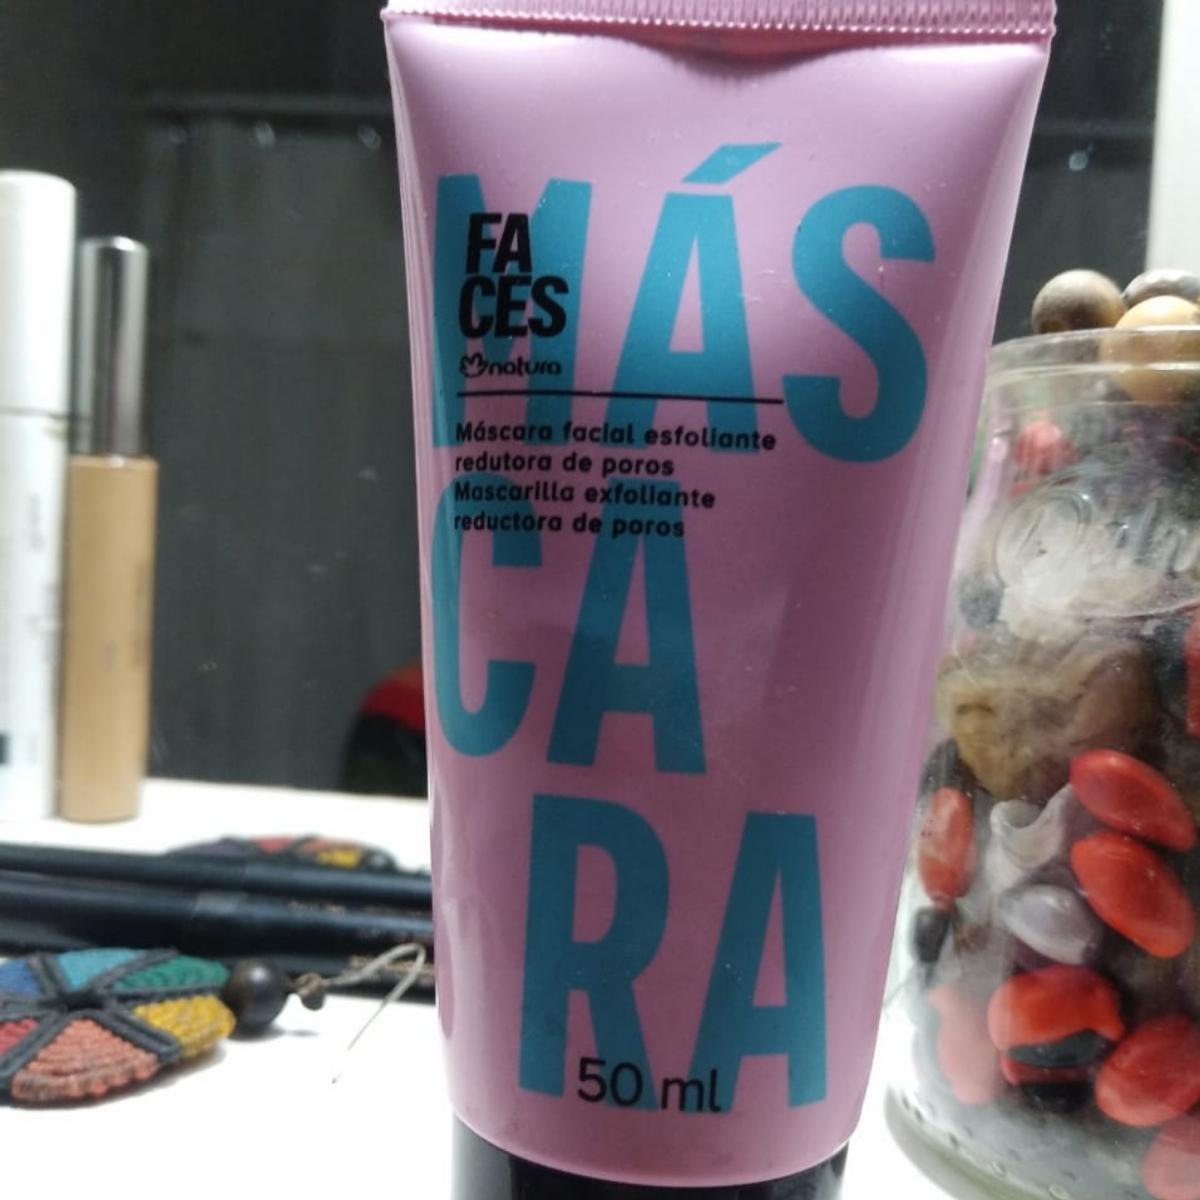 MÁS
CA
RA
FA
CES
natura
Máscara facial esfoliante
redutora de poros
Mascarilla exfoliante
reductora de poros
50 ml